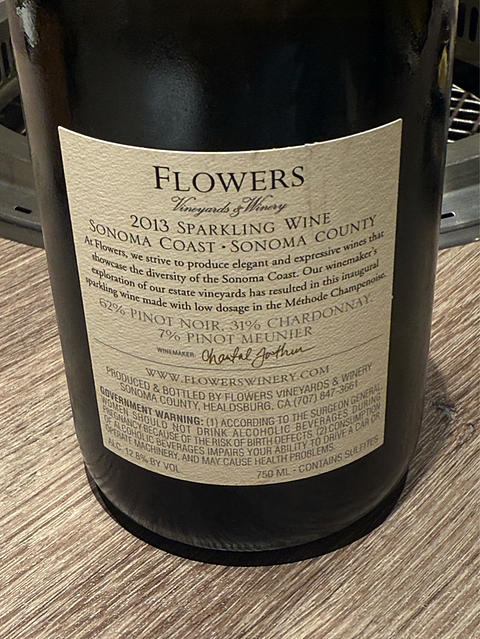 FLOWERS
Vineyards & Winery
2013 SPARKLING WINE
SONOMA COAST • SONOMA COUNTY
At Flowers, we strive to produce elegant and expressive wines that
showcase the diversity of the Sonoma Coast. Our winemaker's
exploration of our estate vineyards has resulted in this inaugural
sparkling wine made with low dosage in the Méthode Champenoise.
62% PINOT NOIR, 31% CHARDONNAY,
7% PINOT MEUNIER
WINEMAKER: Chantal Forthun
WWW.FLOWERSWINERY.COM
PRODUCED & BOTTLED BY FLOWERS VINEYARDS & WINERY
SONOMA COUNTY, HEALDSBURG, CA (707) 847-3661
GOVERNMENT WARNING: (1) ACCORDING TO THE SURGEON GENERAL,
WOMEN SHOULD NOT DRINK ALCOHOLIC BEVERAGES DURING
PREGNANCY BECAUSE OF THE RISK OF BIRTH DEFECTS. (2) CONSUMPTION
OF ALCOHOLIC BEVERAGES IMPAIRS YOUR ABILITY TO DRIVE A CAR OR
OPERATE MACHINERY, AND MAY CAUSE HEALTH PROBLEMS.
ALC. 12.8% BY VOL 750 ML - CONTAINS SULFITES